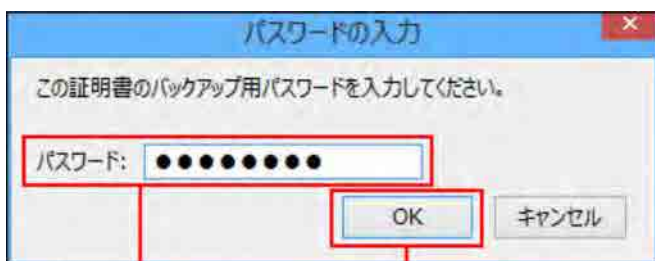 パスワードの入力
この証明書のバックアップ用パスワードを入力してください。
パスワード: ●●●●●●●●
OK キャンセル